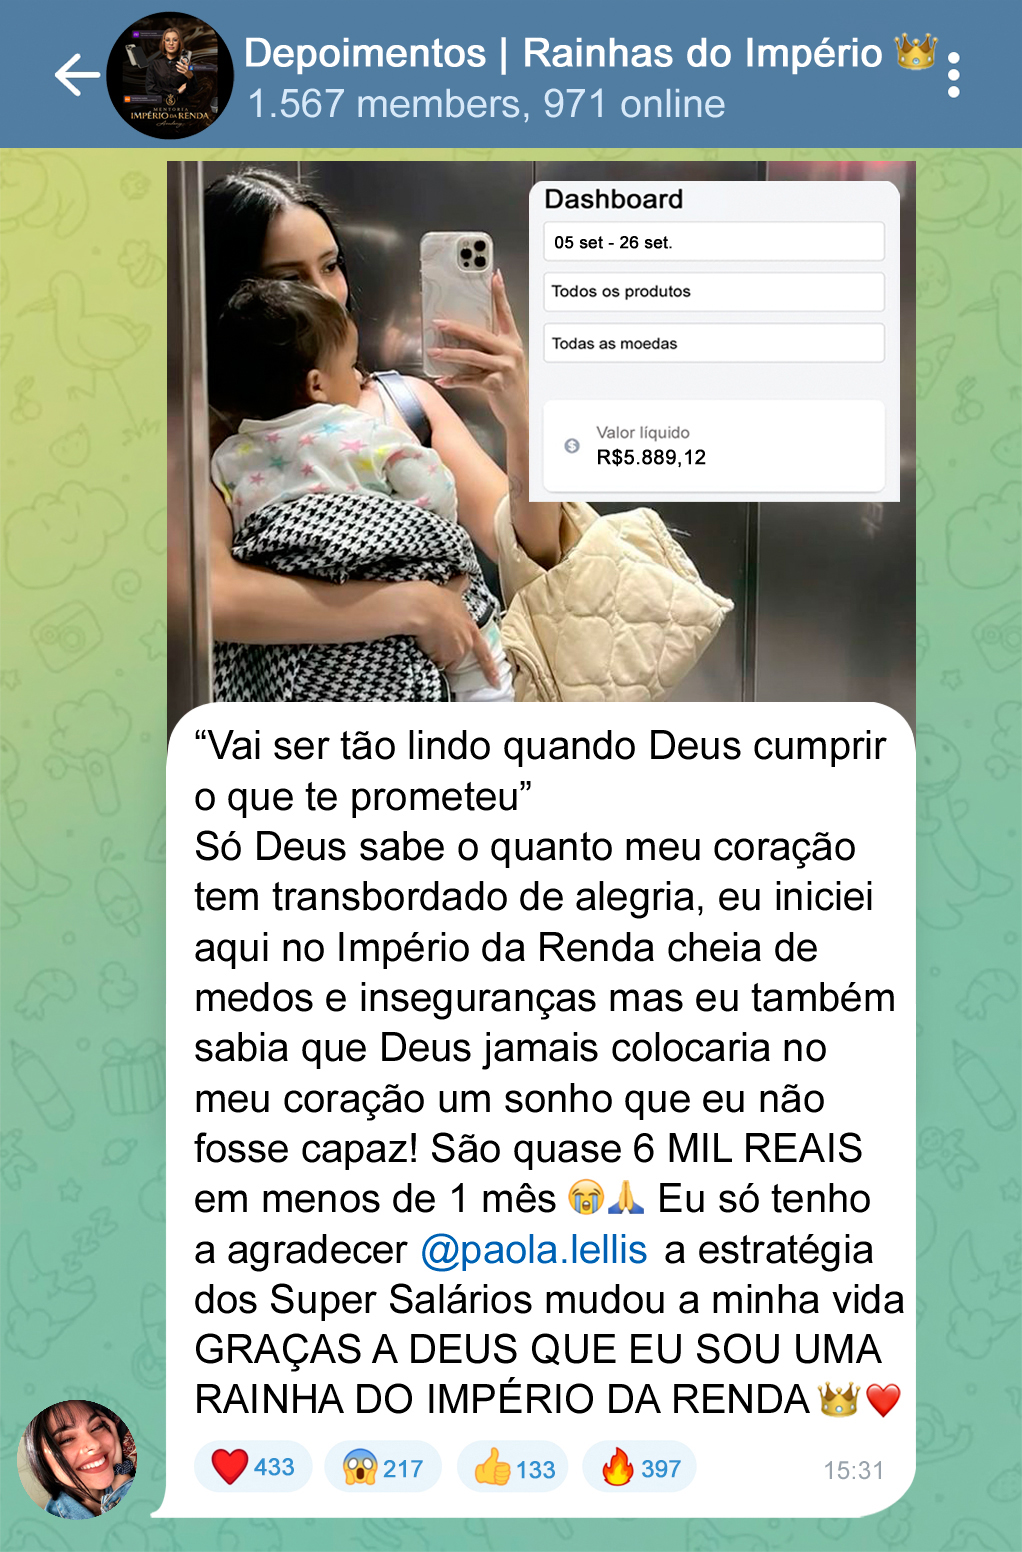 Depoimentos | Rainhas do Império 👑
1.567 members, 971 online
MENTORIA
IMPÉRIO DA RENDA
Dashboard
05 set - 26 set.
Todos os produtos
Todas as moedas
Valor líquido
R$5.889,12
“Vai ser tão lindo quando Deus cumprir
o que te prometeu”
Só Deus sabe o quanto meu coração
tem transbordado de alegria, eu iniciei
aqui no Império da Renda cheia de
medos e inseguranças mas eu também
sabia que Deus jamais colocaria no
meu coração um sonho que eu não
fosse capaz! São quase 6 MIL REAIS
em menos de 1 mês 😭🙏 Eu só tenho
a agradecer @paola.lellis a estratégia
dos Super Salários mudou a minha vida
GRAÇAS A DEUS QUE EU SOU UMA
RAINHA DO IMPÉRIO DA RENDA 👑❤️
❤️ 433 😱 217 👍 133 🔥 397 15:31